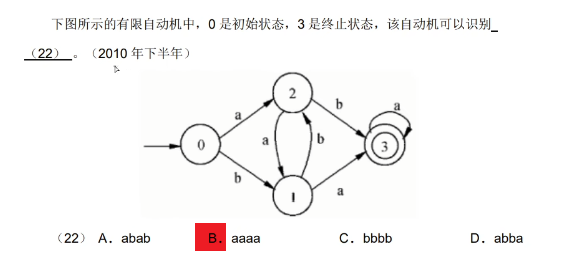 下图所示的有限自动机中，0 是初始状态，3 是终止状态，该自动机可以识别_
（22）。（2010 年下半年）
2
a
b
a
0
a
b
3
b
a
1
（22） A．abab B．aaaa C．bbbb D．abba